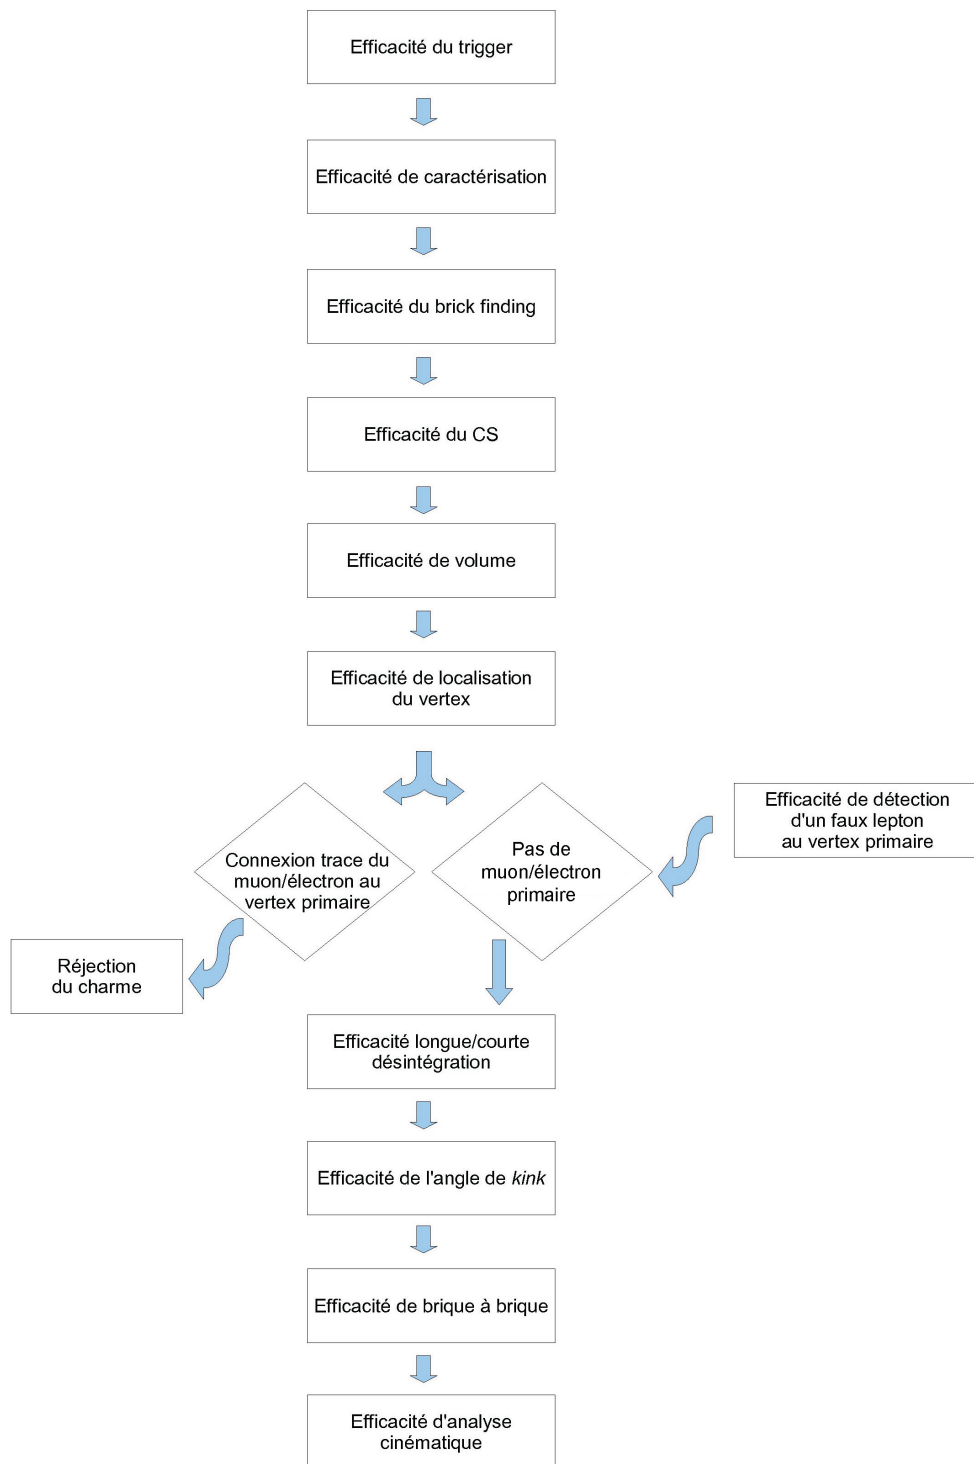 Efficacité du trigger
Efficacité de caractérisation
Efficacité du brick finding
Efficacité du CS
Efficacité de volume
Efficacité de localisation
du vertex
Connexion trace du
muon/électron au
vertex primaire
Pas de
muon/électron
primaire
Efficacité de détection
d'un faux lepton
au vertex primaire
Réjection
du charme
Efficacité longue/courte
désintégration
Efficacité de l'angle de kink
Efficacité de brique à brique
Efficacité d'analyse
cinématique